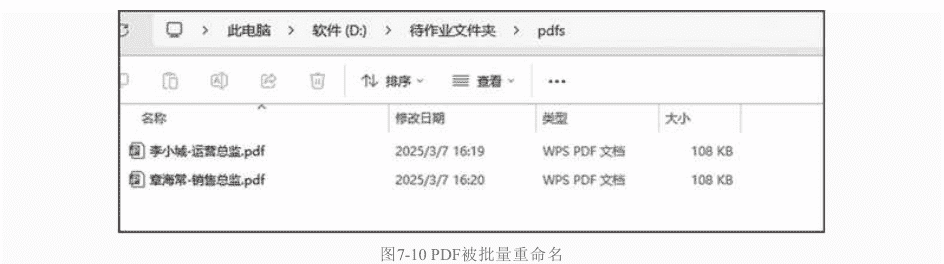 此电脑 > 软件 (D:) > 待作业文件夹 > pdfs
排序 查看 ...
名称 修改日期 类型 大小
李小城-运营总监.pdf 2025/3/7 16:19 WPS PDF 文档 108 KB
章海常-销售总监.pdf 2025/3/7 16:20 WPS PDF 文档 108 KB
图7-10 PDF被批量重命名